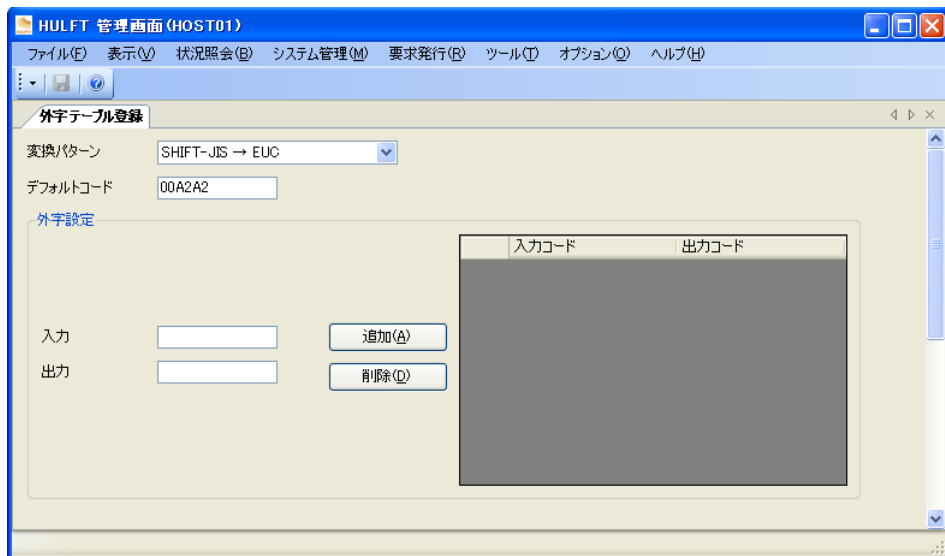 HULFT 管理画面(HOST01)
ファイル(F) 表示(V) 状況照会(B) システム管理(M) 要求発行(R) ツール(T) オプション(O) ヘルプ(H)
外字テーブル登録
変換パターン SHIFT-JIS → EUC
デフォルトコード 00A2A2
外字設定
入力コード 出力コード
入力 追加(A)
出力 削除(D)